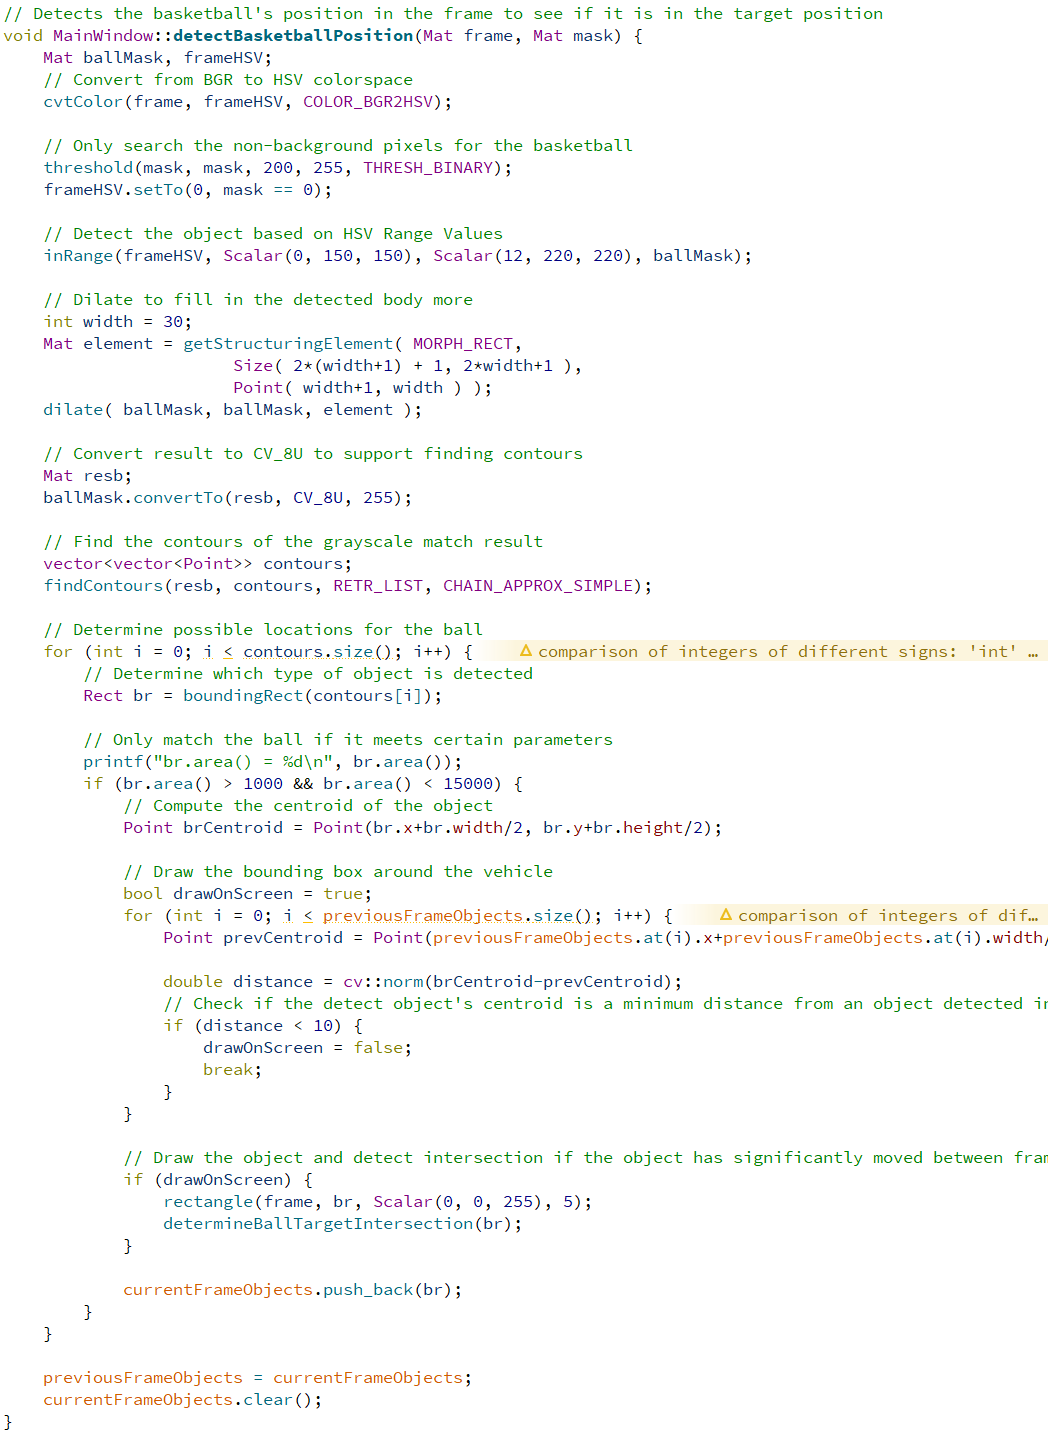 // Detects the basketball's position in the frame to see if it is in the target position
void MainWindow::detectBasketballPosition(Mat frame, Mat mask) {
    Mat ballMask, frameHSV;
    // Convert from BGR to HSV colorspace
    cvtColor(frame, frameHSV, COLOR_BGR2HSV);

    // Only search the non-background pixels for the basketball
    threshold(mask, mask, 200, 255, THRESH_BINARY);
    frameHSV.setTo(0, mask == 0);

    // Detect the object based on HSV Range Values
    inRange(frameHSV, Scalar(0, 150, 150), Scalar(12, 220, 220), ballMask);

    // Dilate to fill in the detected body more
    int width = 30;
    Mat element = getStructuringElement( MORPH_RECT,
                       Size( 2*(width+1) + 1, 2*width+1 ),
                       Point( width+1, width ) );
    dilate( ballMask, ballMask, element );

    // Convert result to CV_8U to support finding contours
    Mat resb;
    ballMask.convertTo(resb, CV_8U, 255);

    // Find the contours of the grayscale match result
    vector<vector<Point>> contours;
    findContours(resb, contours, RETR_LIST, CHAIN_APPROX_SIMPLE);

    // Determine possible locations for the ball
    for (int i = 0; i < contours.size(); i++) { ⚠ comparison of integers of different signs: 'int' …
        // Determine which type of object is detected
        Rect br = boundingRect(contours[i]);

        // Only match the ball if it meets certain parameters
        printf("br.area() = %d\n", br.area());
        if (br.area() > 1000 && br.area() < 15000) {
            // Compute the centroid of the object
            Point brCentroid = Point(br.x+br.width/2, br.y+br.height/2);

            // Draw the bounding box around the vehicle
            bool drawOnScreen = true;
            for (int i = 0; i < previousFrameObjects.size(); i++) { ⚠ comparison of integers of dif…
                Point prevCentroid = Point(previousFrameObjects.at(i).x+previousFrameObjects.at(i).width/

                double distance = cv::norm(brCentroid-prevCentroid);
                // Check if the detect object's centroid is a minimum distance from an object detected in
                if (distance < 10) {
                    drawOnScreen = false;
                    break;
                }
            }

            // Draw the object and detect intersection if the object has significantly moved between fram
            if (drawOnScreen) {
                rectangle(frame, br, Scalar(0, 0, 255), 5);
                determineBallTargetIntersection(br);
            }

            currentFrameObjects.push_back(br);
        }
    }

    previousFrameObjects = currentFrameObjects;
    currentFrameObjects.clear();
}